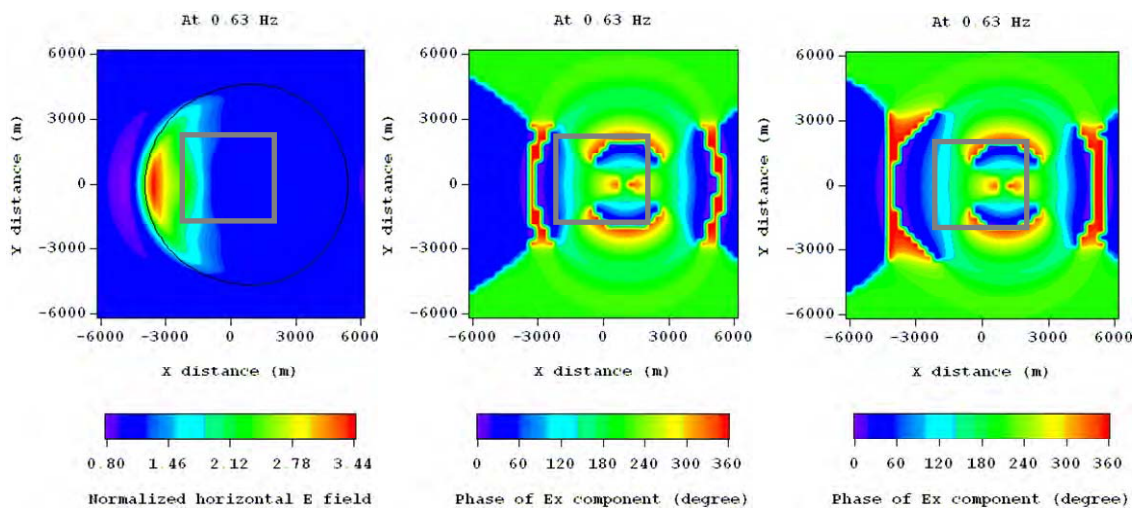 At 0.63 Hz
6000
3000
0
-3000
-6000
Y distance (m)
-6000 -3000 0 3000 6000
X distance (m)
0.80 1.46 2.12 2.78 3.44
Normalized horizontal E field
At 0.63 Hz
6000
3000
0
-3000
-6000
Y distance (m)
-6000 -3000 0 3000 6000
X distance (m)
0 60 120 180 240 300 360
Phase of Ex component (degree)
At 0.63 Hz
6000
3000
0
-3000
-6000
Y distance (m)
-6000 -3000 0 3000 6000
X distance (m)
0 60 120 180 240 300 360
Phase of Ex component (degree)